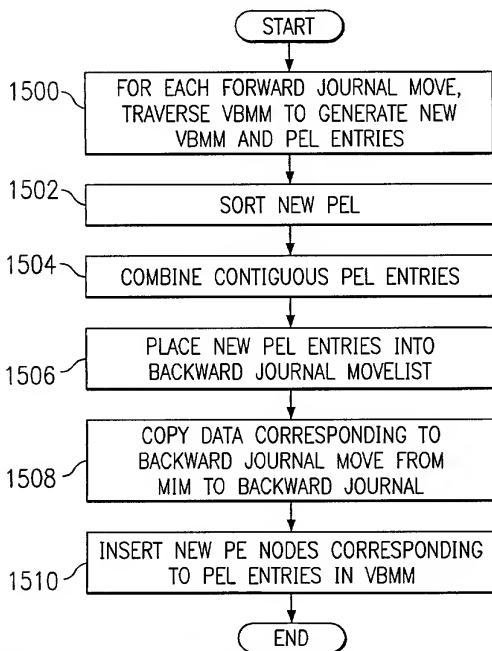 START
1500
FOR EACH FORWARD JOURNAL MOVE,
TRAVERSE VBMM TO GENERATE NEW
VBMM AND PEL ENTRIES
1502
SORT NEW PEL
1504
COMBINE CONTIGUOUS PEL ENTRIES
1506
PLACE NEW PEL ENTRIES INTO
BACKWARD JOURNAL MOVELIST
1508
COPY DATA CORRESPONDING TO
BACKWARD JOURNAL MOVE FROM
MIM TO BACKWARD JOURNAL
1510
INSERT NEW PE NODES CORRESPONDING
TO PEL ENTRIES IN VBMM
END